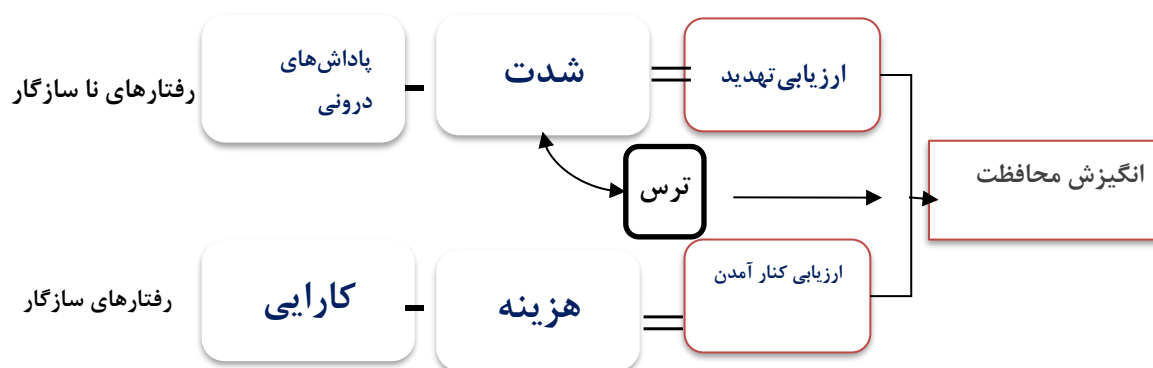 رفتارهای نا سازگار
پاداش‌های
درونی
شدت
ارزیابی تهدید
ترس
انگیزش محافظت
رفتارهای سازگار
کارایی
هزینه
ارزیابی کنار آمدن